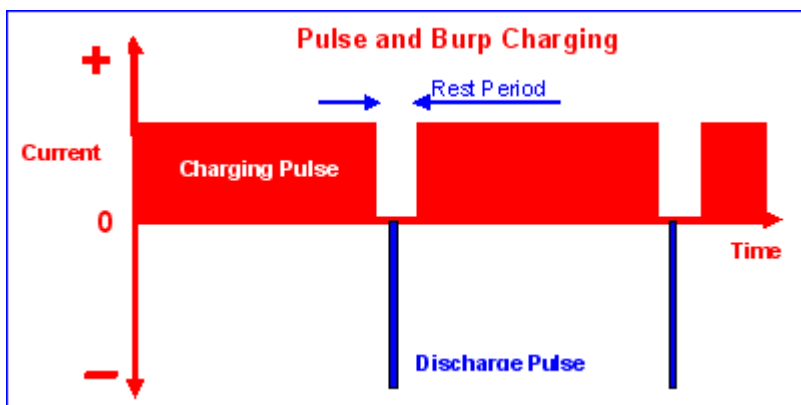 Pulse and Burp Charging
+
Rest Period
Current
Charging Pulse
0
Time
Discharge Pulse
−